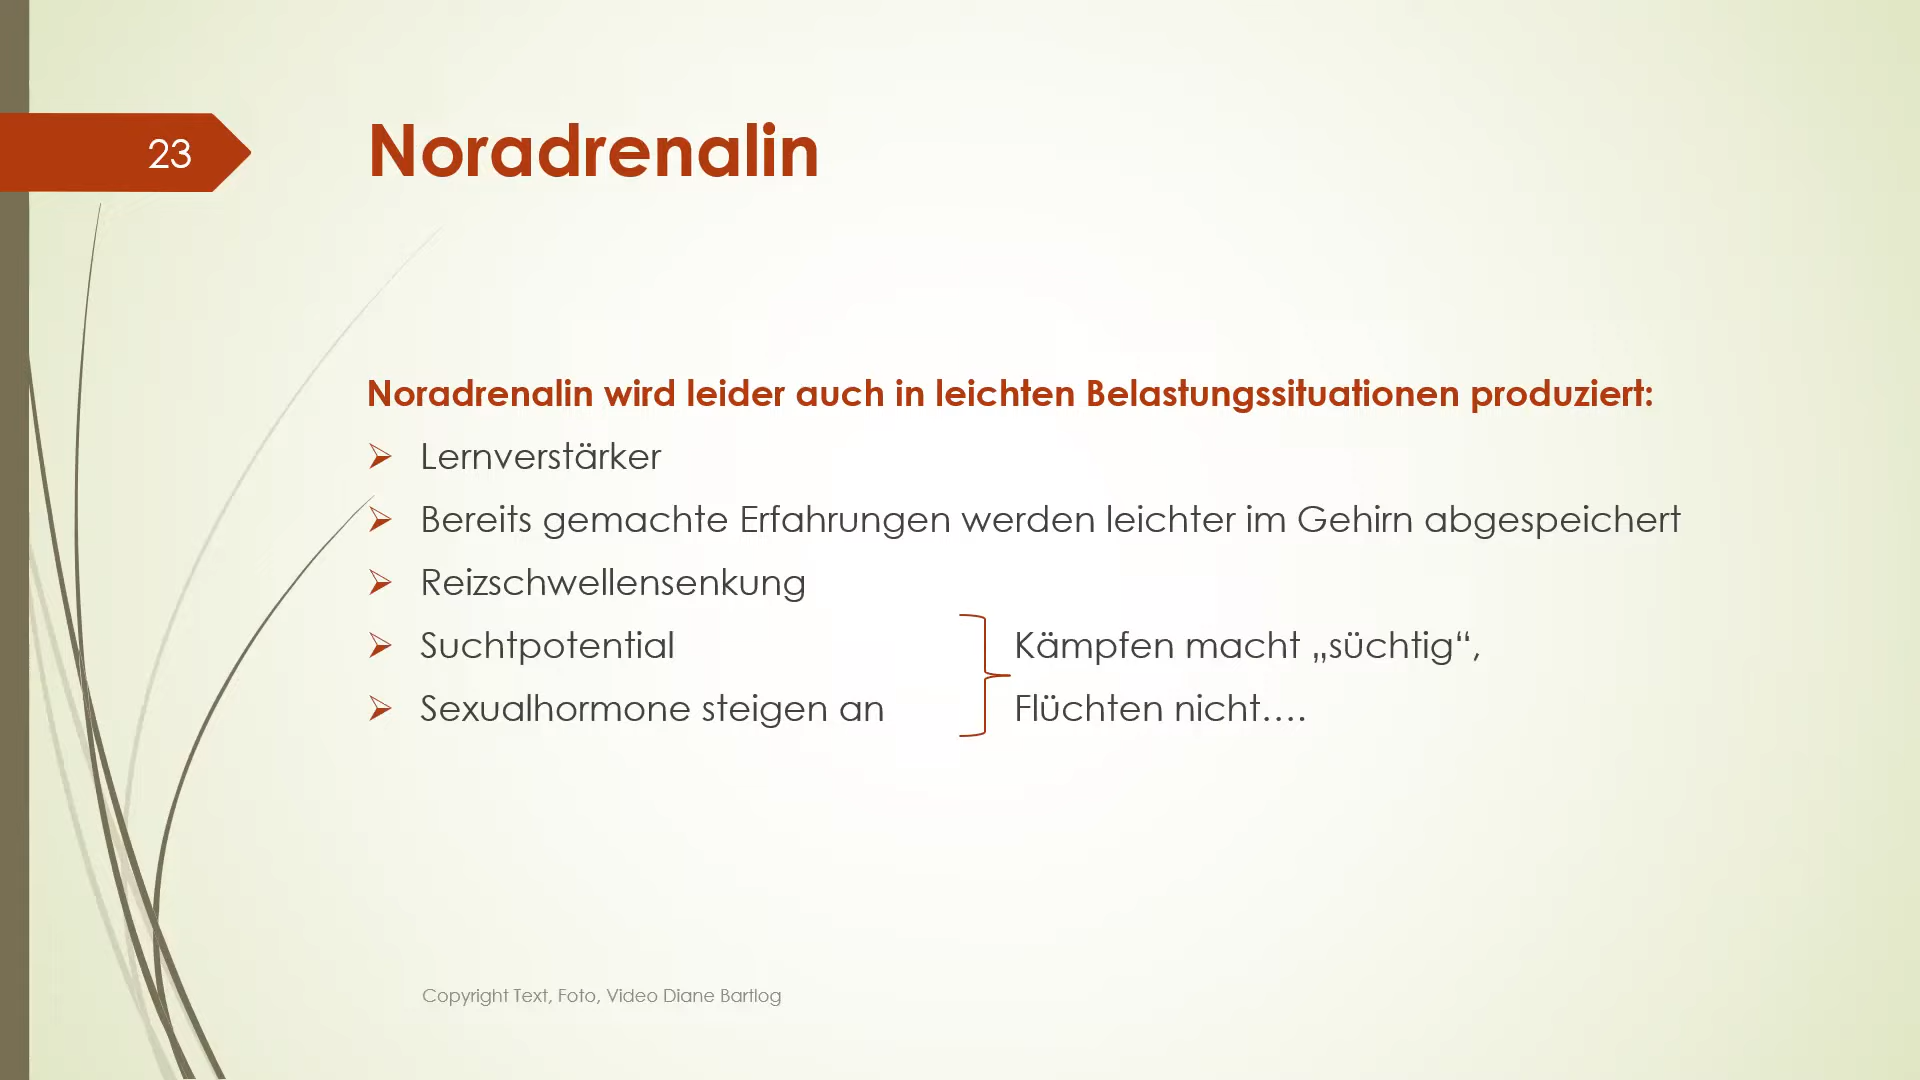 23
Noradrenalin
Noradrenalin wird leider auch in leichten Belastungssituationen produziert:
Lernverstärker
Bereits gemachte Erfahrungen werden leichter im Gehirn abgespeichert
Reizschwellensenkung
Suchtpotential
Sexualhormone steigen an
Kämpfen macht „süchtig“,
Flüchten nicht….
Copyright Text, Foto, Video Diane Bartlog